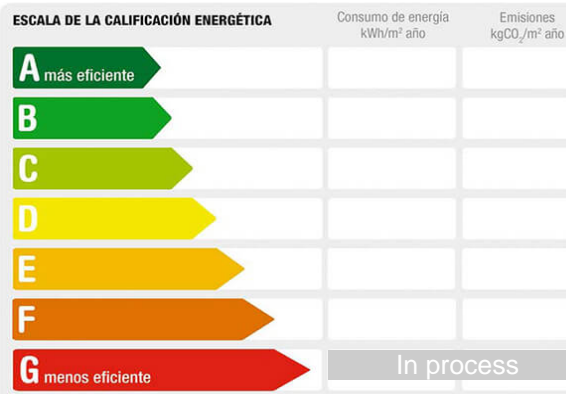 ESCALA DE LA CALIFICACIÓN ENERGÉTICA
Consumo de energía
kWh/m² año
Emisiones
kgCO₂/m² año
A más eficiente
B
C
D
E
F
G menos eficiente
In process